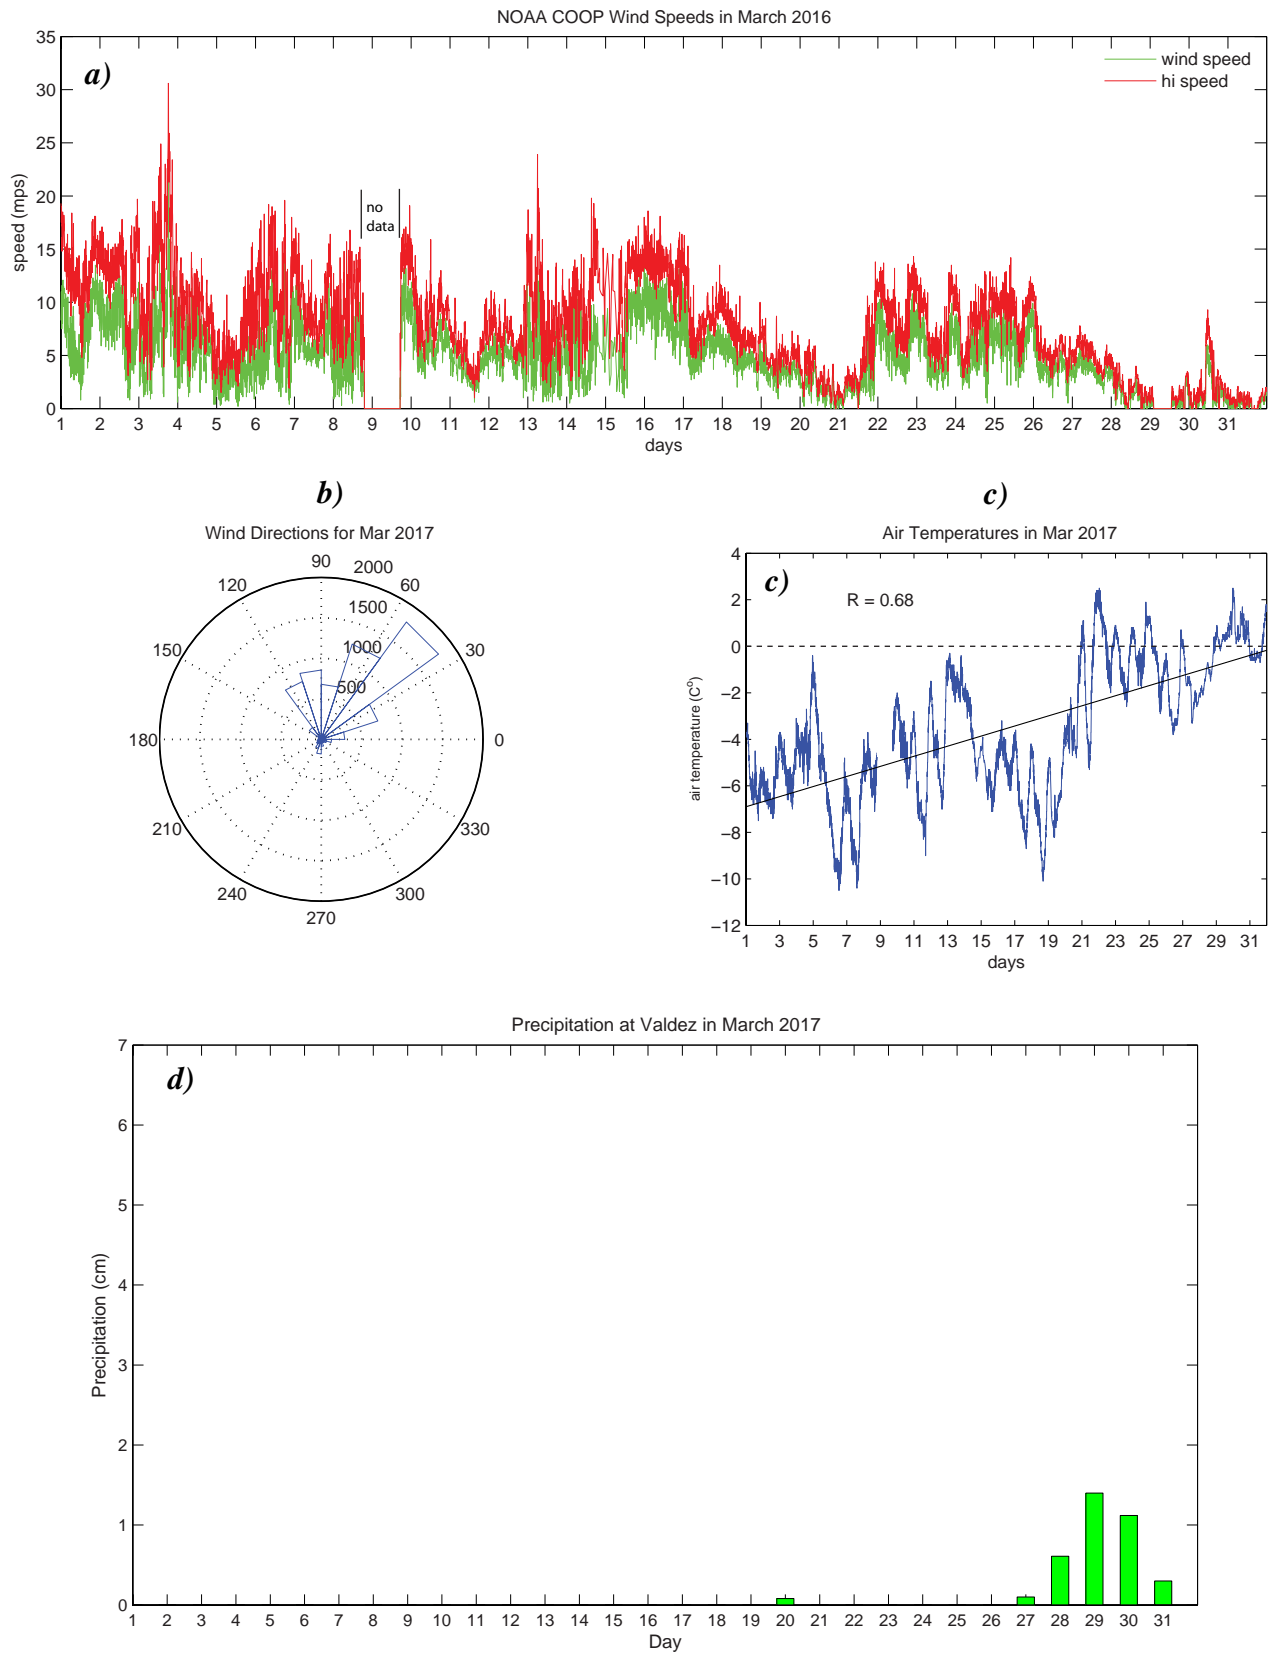 NOAA COOP Wind Speeds in March 2016
a)
wind speed
hi speed
no
data
speed (mps)
35
30
25
20
15
10
5
0
1 2 3 4 5 6 7 8 9 10 11 12 13 14 15 16 17 18 19 20 21 22 23 24 25 26 27 28 29 30 31
days
b)
Wind Directions for Mar 2017
90
2000
120
60
1500
150
1000
30
500
180
0
210
330
240
300
270
c)
Air Temperatures in Mar 2017
c)
R = 0.68
air temperature (C°)
4
2
0
−2
−4
−6
−8
−10
−12
1 3 5 7 9 11 13 15 17 19 21 23 25 27 29 31
days
Precipitation at Valdez in March 2017
d)
Precipitation (cm)
7
6
5
4
3
2
1
0
1 2 3 4 5 6 7 8 9 10 11 12 13 14 15 16 17 18 19 20 21 22 23 24 25 26 27 28 29 30 31
Day